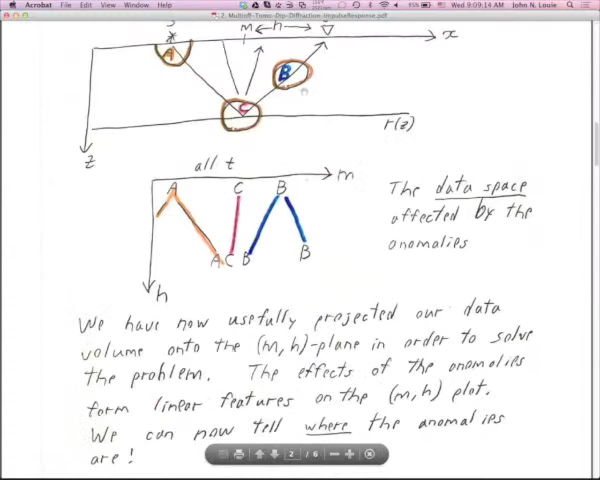 Acrobat File Edit View Window Help
(81%) Wed 9:09:14 AM John N. Louie
2. Multioff-Tomo-Dip-Diffraction-ImpulseResponse.pdf
S m h
x
A
B
C
r(z)
z
all t
m
A C B
The data space
affected by the
anomalies
A C B B
h
We have now usefully projected our data
volume onto the (m, h)-plane in order to solve
the problem. The effects of the anomalies
form linear features on the (m, h) plot.
We can now tell where the anomalies
are!
2 / 6